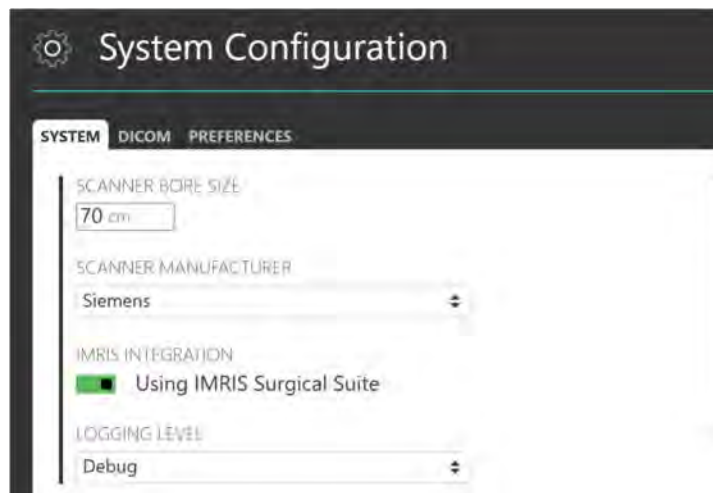 System Configuration
SYSTEM DICOM PREFERENCES
SCANNER BORE SIZE
70 cm
SCANNER MANUFACTURER
Siemens
IMRIS INTEGRATION
Using IMRIS Surgical Suite
LOGGING LEVEL
Debug